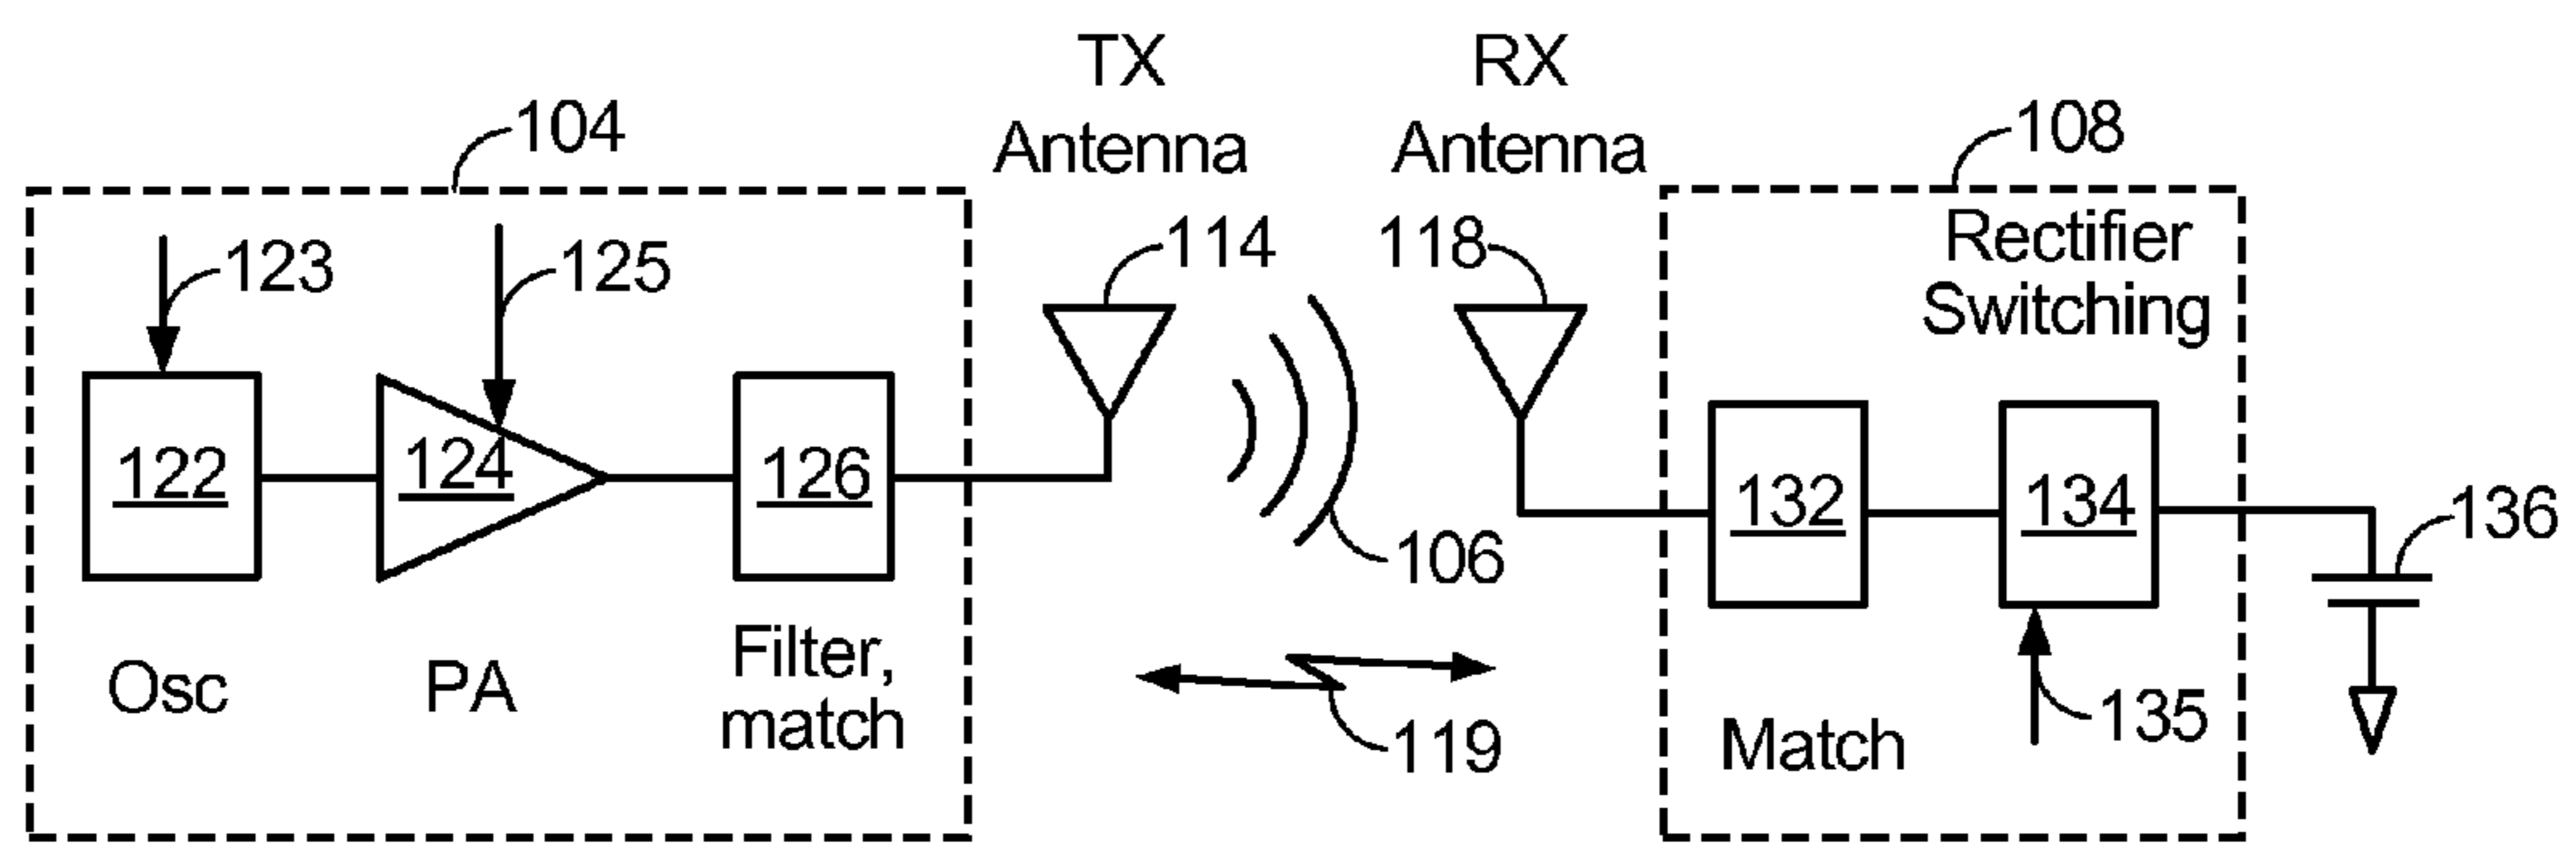 TX
Antenna
RX
Antenna
104
108
Rectifier
Switching
123
125
114
118
122
124
126
132
134
136
106
Osc
PA
Filter,
match
119
Match
135